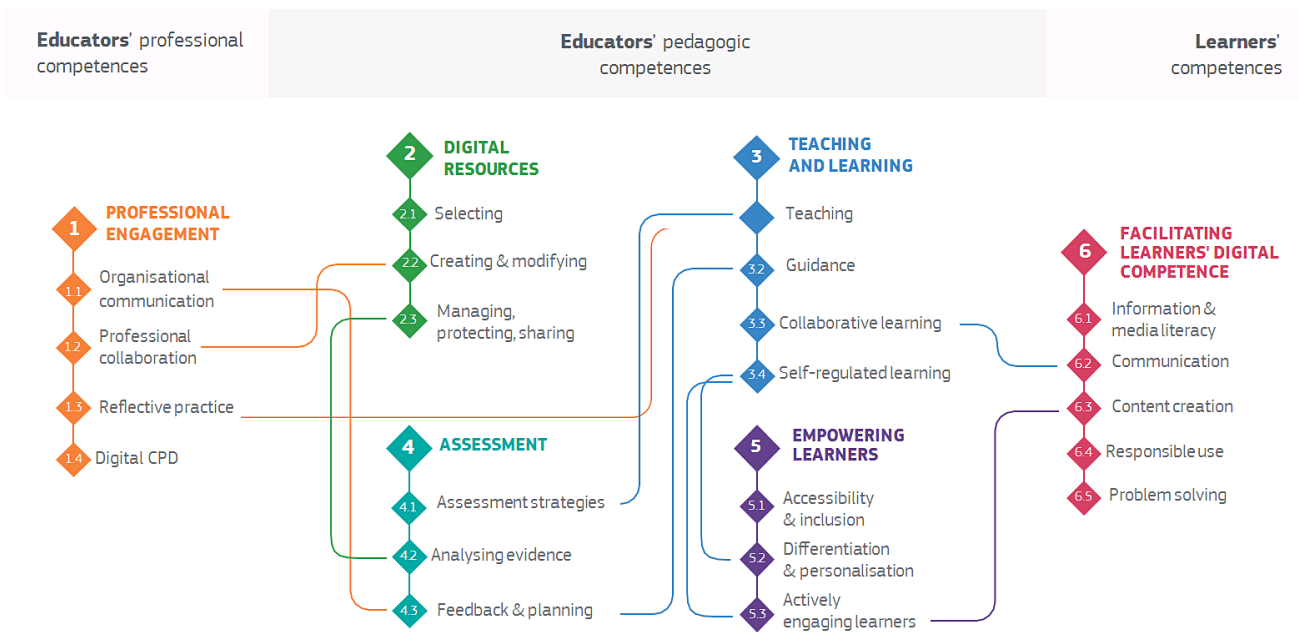 Educators' professional
competences
Educators' pedagogic
competences
Learners'
competences
1
PROFESSIONAL
ENGAGEMENT
1.1
Organisational
communication
1.2
Professional
collaboration
1.3
Reflective practice
1.4
Digital CPD
2
DIGITAL
RESOURCES
2.1
Selecting
2.2
Creating & modifying
2.3
Managing,
protecting, sharing
4
ASSESSMENT
4.1
Assessment strategies
4.2
Analysing evidence
4.3
Feedback & planning
3
TEACHING
AND LEARNING
Teaching
3.2
Guidance
3.3
Collaborative learning
3.4
Self-regulated learning
5
EMPOWERING
LEARNERS
5.1
Accessibility
& inclusion
5.2
Differentiation
& personalisation
5.3
Actively
engaging learners
6
FACILITATING
LEARNERS' DIGITAL
COMPETENCE
6.1
Information &
media literacy
6.2
Communication
6.3
Content creation
6.4
Responsible use
6.5
Problem solving